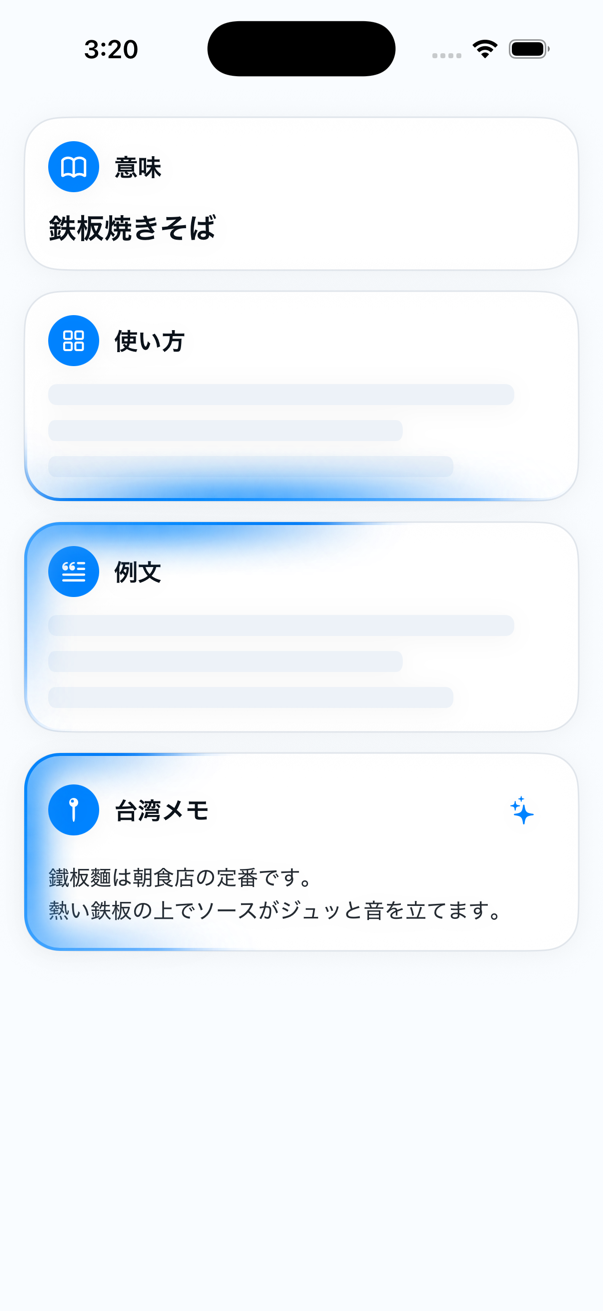 3:20
意味
鉄板焼きそば
使い方
例文
台湾メモ
鐵板麵は朝食店の定番です。
熱い鉄板の上でソースがジュッと音を立てます。